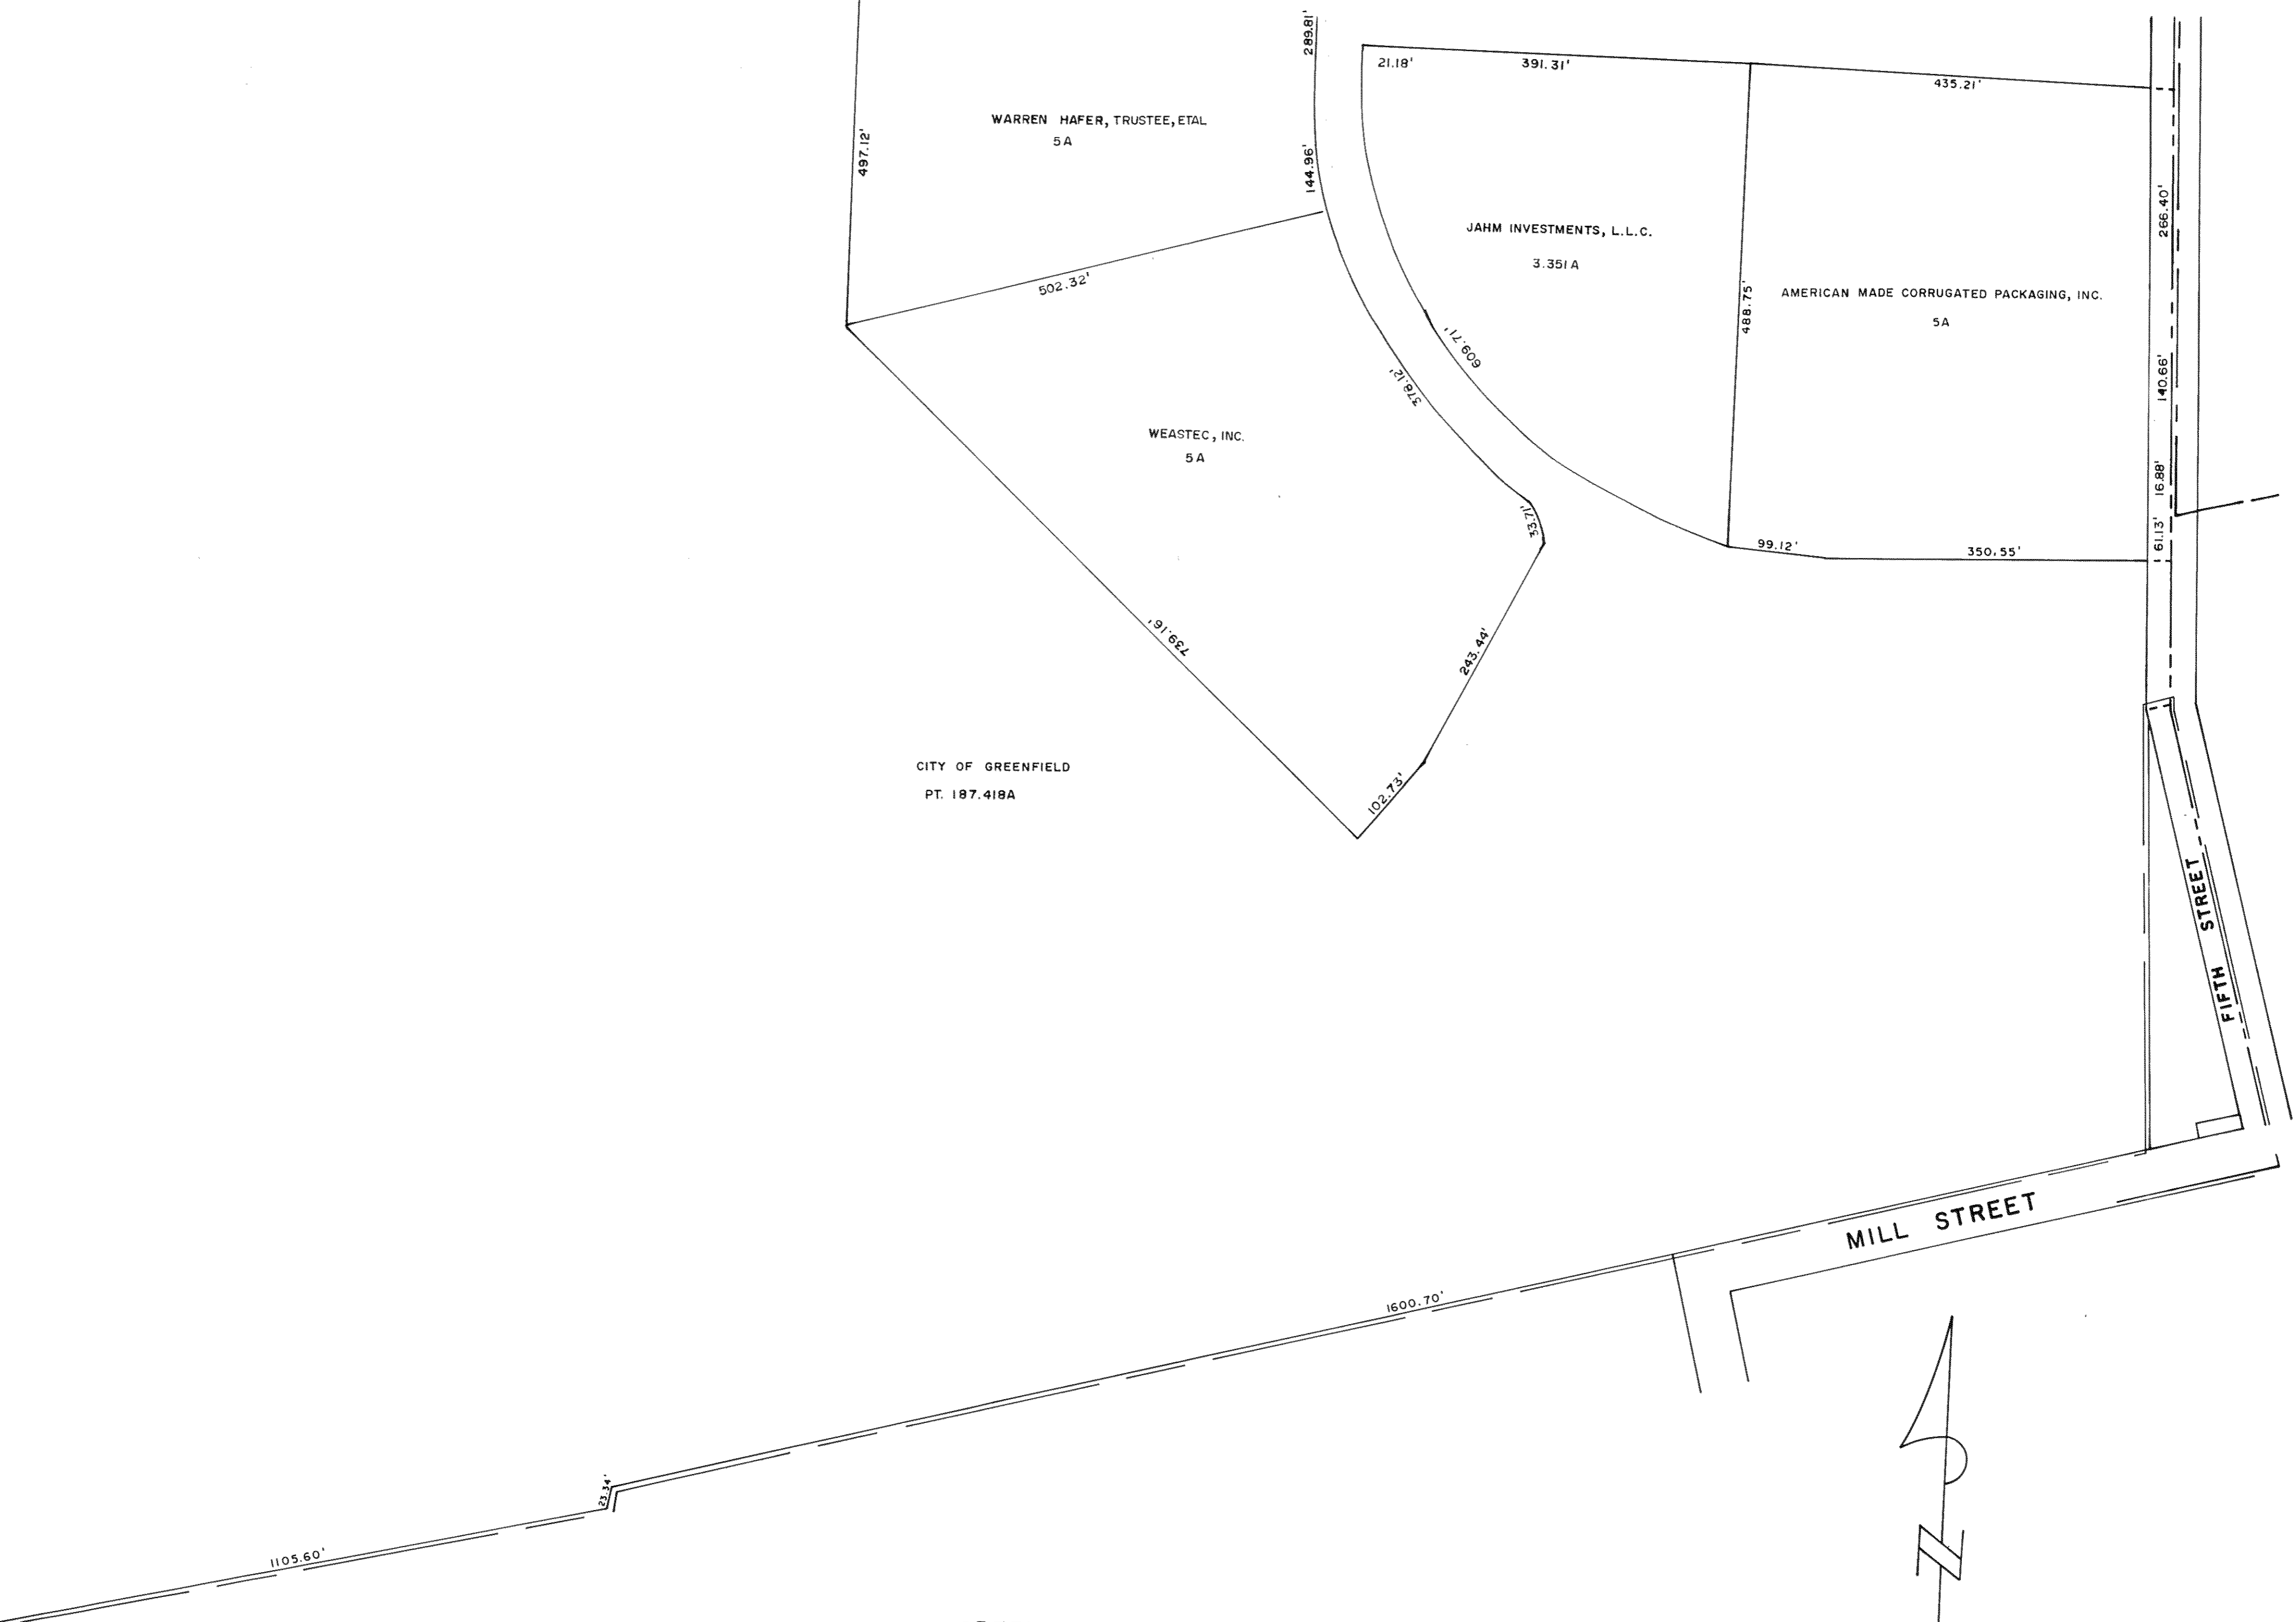 289.81'
21.18'
391.31'
435.21'
WARREN HAFER, TRUSTEE, ETAL
5A
497.12'
144.96'
266.40'
JAHM INVESTMENTS, L.L.C.
3.351A
502.32'
488.75'
AMERICAN MADE CORRUGATED PACKAGING, INC.
5A
609.71'
378.12'
140.66'
WEASTEC, INC.
5A
16.88'
33.71'
61.13'
99.12'
350.55'
739.16'
243.44'
CITY OF GREENFIELD
PT. 187.418A
102.73'
FIFTH STREET
MILL STREET
1600.70'
23.34'
1105.60'
N